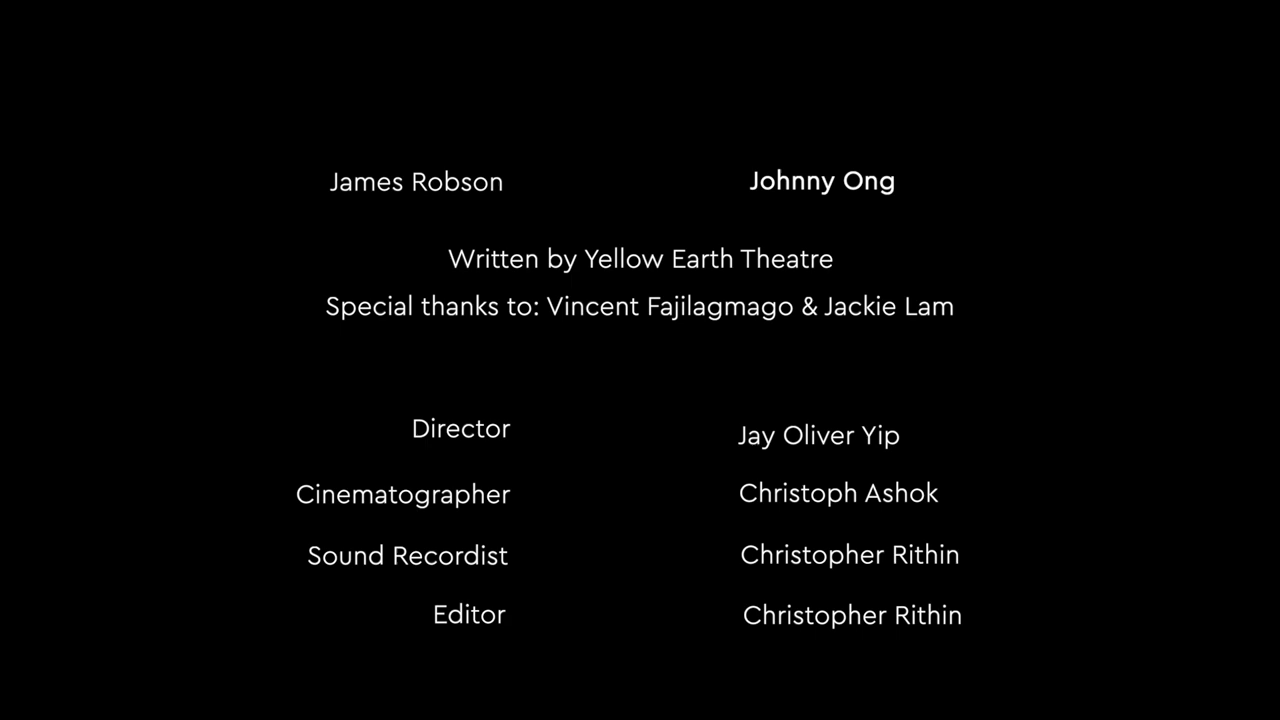 James Robson Johnny Ong
Written by Yellow Earth Theatre
Special thanks to: Vincent Fajilagmago & Jackie Lam
Director Jay Oliver Yip
Cinematographer Christoph Ashok
Sound Recordist Christopher Rithin
Editor Christopher Rithin